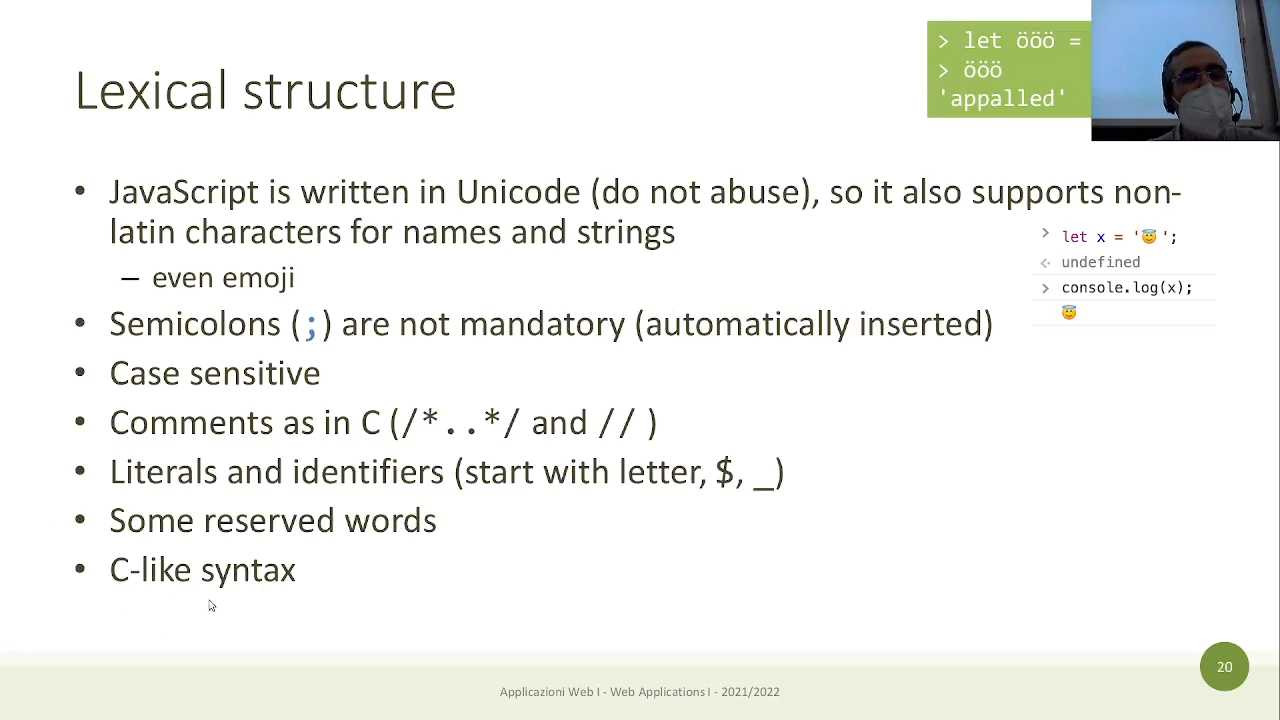 > let ööö =
> ööö
'appalled'
Lexical structure
• JavaScript is written in Unicode (do not abuse), so it also supports non-
latin characters for names and strings
– even emoji
• Semicolons (;) are not mandatory (automatically inserted)
• Case sensitive
• Comments as in C (/*..*/ and // )
• Literals and identifiers (start with letter, $, _)
• Some reserved words
• C-like syntax
> let x = '😇';
<· undefined
> console.log(x);
😇
20
Applicazioni Web I - Web Applications I - 2021/2022